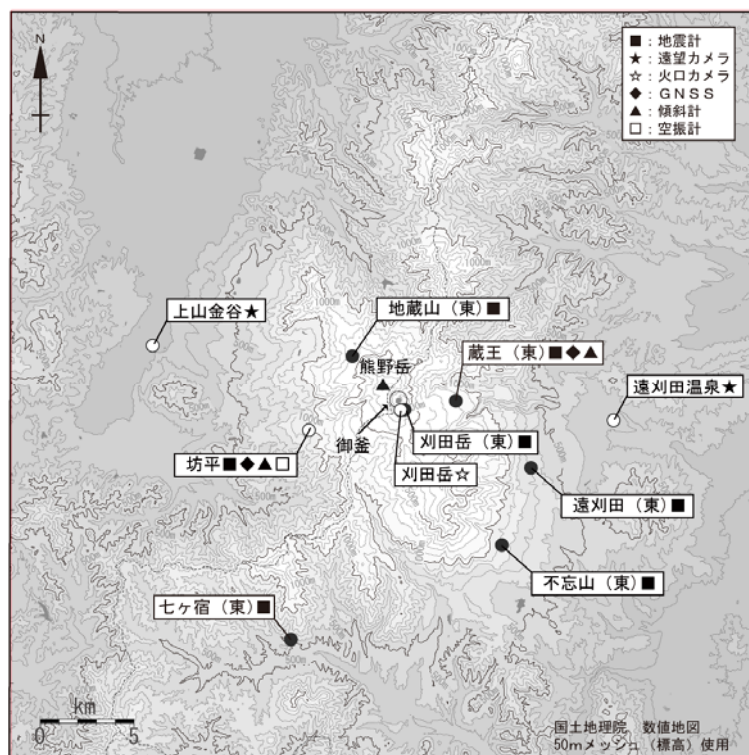 N
■：地震計
★：遠望カメラ
☆：火口カメラ
◆：GNSS
▲：傾斜計
□：空振計
上山金谷★
地蔵山（東）■
熊野岳
蔵王（東）■◆▲
遠刈田温泉★
御釜
刈田岳（東）■
坊平■◆▲□
刈田岳☆
遠刈田（東）■
不忘山（東）■
七ヶ宿（東）■
km
0 5
国土地理院 数値地図
50mメッシュ（標高）使用
1000m
1000m
500m
500m